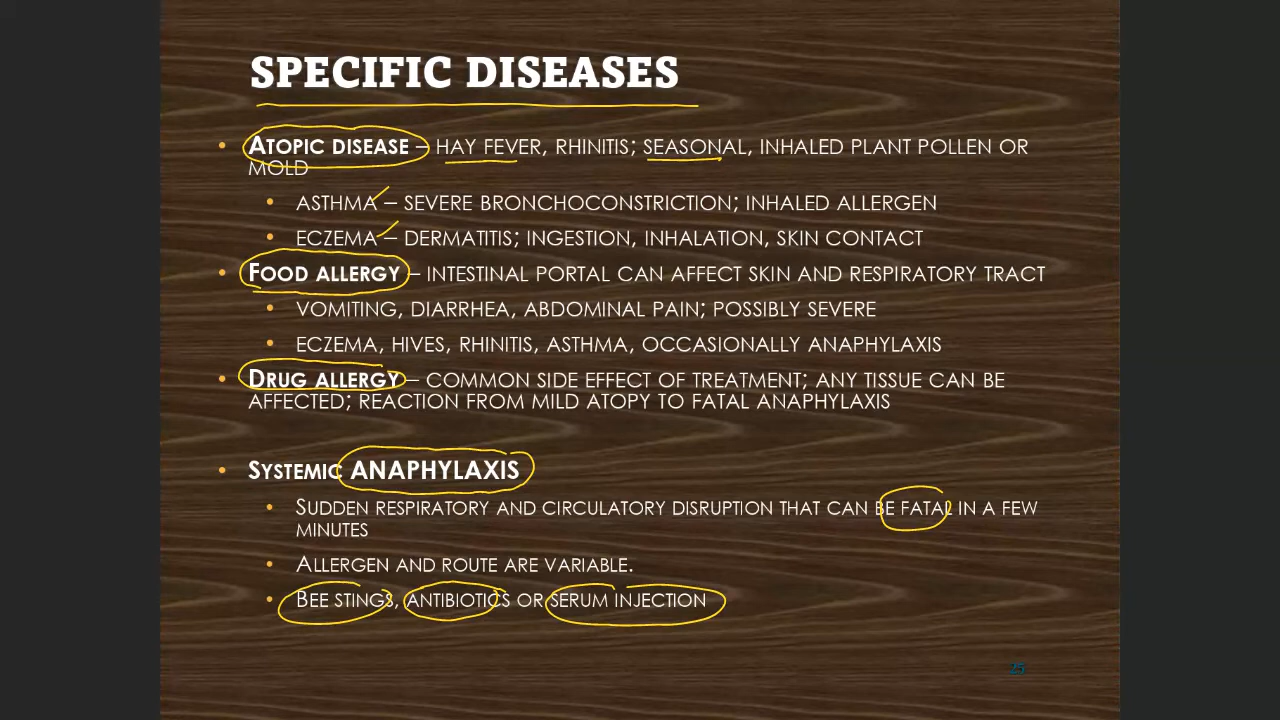 SPECIFIC DISEASES
• ATOPIC DISEASE – HAY FEVER, RHINITIS; SEASONAL, INHALED PLANT POLLEN OR
MOLD
• ASTHMA – SEVERE BRONCHOCONSTRICTION; INHALED ALLERGEN
• ECZEMA – DERMATITIS; INGESTION, INHALATION, SKIN CONTACT
• FOOD ALLERGY – INTESTINAL PORTAL CAN AFFECT SKIN AND RESPIRATORY TRACT
• VOMITING, DIARRHEA, ABDOMINAL PAIN; POSSIBLY SEVERE
• ECZEMA, HIVES, RHINITIS, ASTHMA, OCCASIONALLY ANAPHYLAXIS
• DRUG ALLERGY – COMMON SIDE EFFECT OF TREATMENT; ANY TISSUE CAN BE
AFFECTED; REACTION FROM MILD ATOPY TO FATAL ANAPHYLAXIS
• SYSTEMIC ANAPHYLAXIS
• SUDDEN RESPIRATORY AND CIRCULATORY DISRUPTION THAT CAN BE FATAL IN A FEW
MINUTES
• ALLERGEN AND ROUTE ARE VARIABLE.
• BEE STINGS, ANTIBIOTICS OR SERUM INJECTION
25